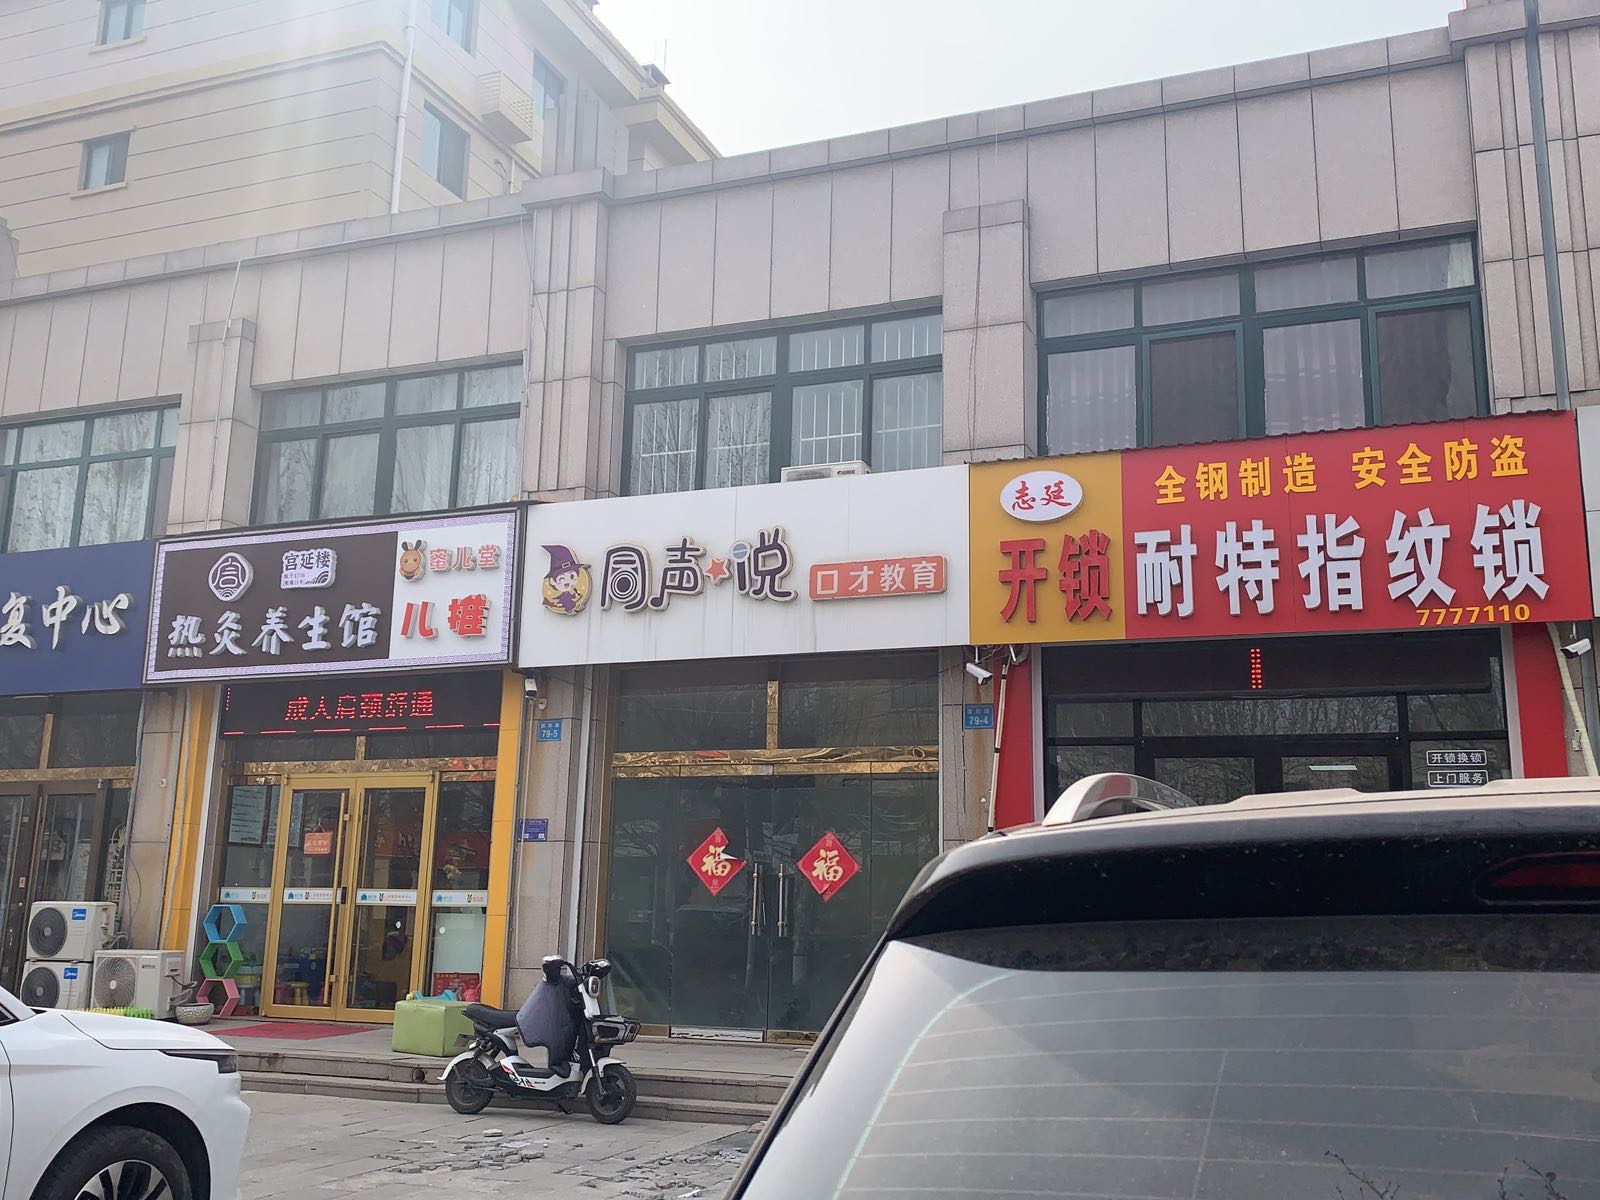 复中心
宫延楼
热灸养生馆
蜜儿堂
儿推
成人肩颈舒通
同声说
口才教育
志廷
开锁
全钢制造 安全防盗
耐特指纹锁
7777110
79-5
79-4
开锁换锁
上门服务
福
福
Midea
Midea